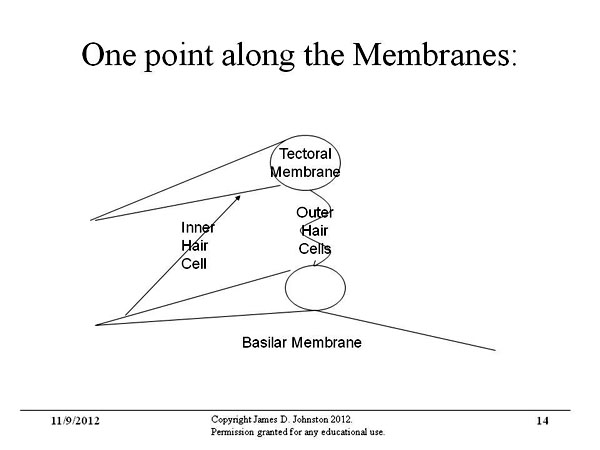 One point along the Membranes:
Tectoral
Membrane
Outer
Hair
Cells
Inner
Hair
Cell
Basilar Membrane
11/9/2012
Copyright James D. Johnston 2012.
Permission granted for any educational use.
14